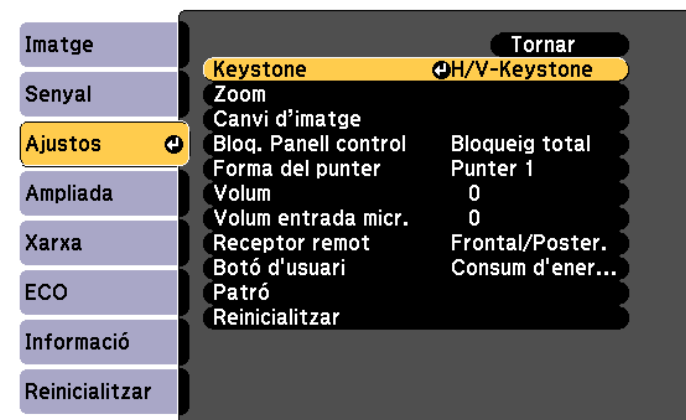 Imatge
Senyal
Ajustos
Ampliada
Xarxa
ECO
Informació
Reinicialitzar
Tornar
Keystone H/V-Keystone
Zoom
Canvi d’imatge
Bloq. Panell control Bloqueig total
Forma del punter Punter 1
Volum 0
Volum entrada micr. 0
Receptor remot Frontal/Poster.
Botó d'usuari Consum d'ener...
Patró
Reinicialitzar